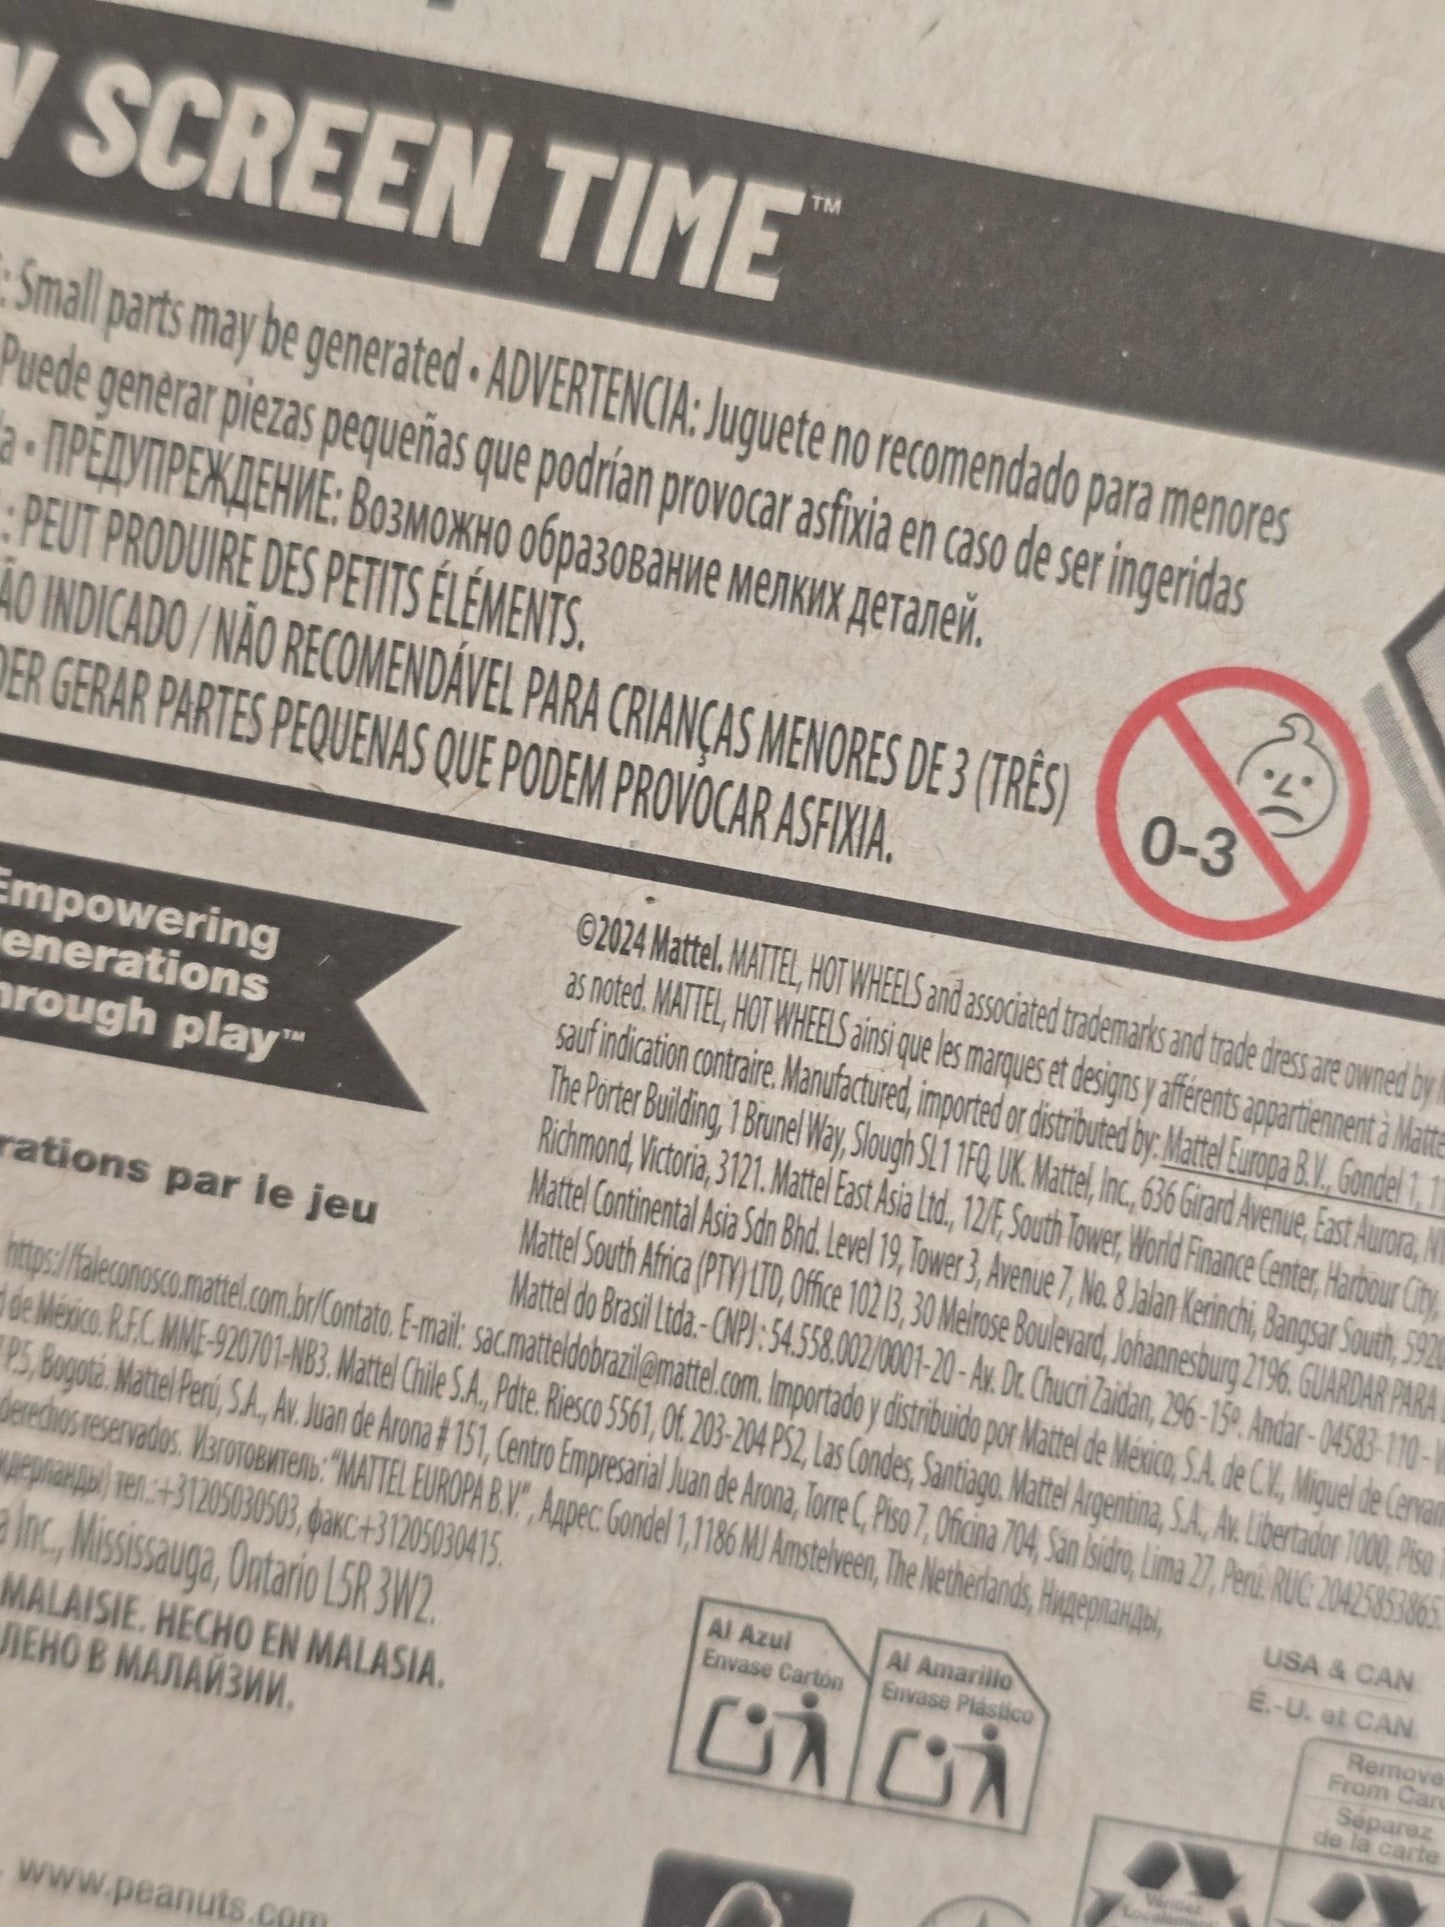 SCREEN TIME™
: Small parts may be generated • ADVERTENCIA: Juguete no recomendado para menores
Puede generar piezas pequeñas que podrían provocar asfixia en caso de ser ingeridas
• ПРЕДУПРЕЖДЕНИЕ: Возможно образование мелких деталей.
: PEUT PRODUIRE DES PETITS ÉLÉMENTS.
ÃO INDICADO / NÃO RECOMENDÁVEL PARA CRIANÇAS MENORES DE 3 (TRÊS)
DER GERAR PARTES PEQUENAS QUE PODEM PROVOCAR ASFIXIA.
0-3
Empowering
enerations
hrough play™
rations par le jeu
©2024 Mattel. MATTEL, HOT WHEELS and associated trademarks and trade dress are owned by
as noted. MATTEL, HOT WHEELS ainsi que les marques et designs y afférents appartiennent à Matte
sauf indication contraire. Manufactured, imported or distributed by: Mattel Europa B.V., Gondel 1, 1
The Porter Building, 1 Brunel Way, Slough SL1 1FQ, UK. Mattel, Inc., 636 Girard Avenue, East Aurora, N
Richmond, Victoria, 3121. Mattel East Asia Ltd., 12/F, South Tower, World Finance Center, Harbour City,
Mattel Continental Asia Sdn Bhd. Level 19, Tower 3, Avenue 7, No. 8 Jalan Kerinchi, Bangsar South, 592
Mattel South Africa (PTY) LTD, Office 102 I3, 30 Melrose Boulevard, Johannesburg 2196. GUARDAR PARA
Mattel do Brasil Ltda.- CNPJ : 54.558.002/0001-20 - Av. Dr. Chucri Zaidan, 296 -15º. Andar - 04583-110 -
https://faleconosco.mattel.com.br/Contato. E-mail: sac.matteldobrazil@mattel.com. Importado y distribuido por Mattel de México, S.A. de C.V., Miguel de Cervan
de México. R.F.C. MME-920701-NB3. Mattel Chile S.A., Pdte. Riesco 5561, Of. 203-204 PS2, Las Condes, Santiago. Mattel Argentina, S.A., Av. Libertador 1000, Piso
P.5, Bogotá. Mattel Perú, S.A., Av. Juan de Arona # 151, Centro Empresarial Juan de Arona, Torre C, Piso 7, Oficina 704, San Isidro, Lima 27, Perú. RUC: 20425853865.
derechos reservados. Изготовитель: "MATTEL EUROPA B.V.", Адрес: Gondel 1,1186 MJ Amstelveen, The Netherlands, Нидерланды,
идерланды) тел.:+31205030503, факс:+31205030415.
Inc., Mississauga, Ontario L5R 3W2.
MALAISIE. HECHO EN MALASIA.
ЛЕНО В МАЛАЙЗИИ.
Al Azul
Envase Cartón
Al Amarillo
Envase Plástico
USA & CAN
É.-U. et CAN
Remove
From Car
Séparez
de la carte
Vérifiez
Localement
www.peanuts.com